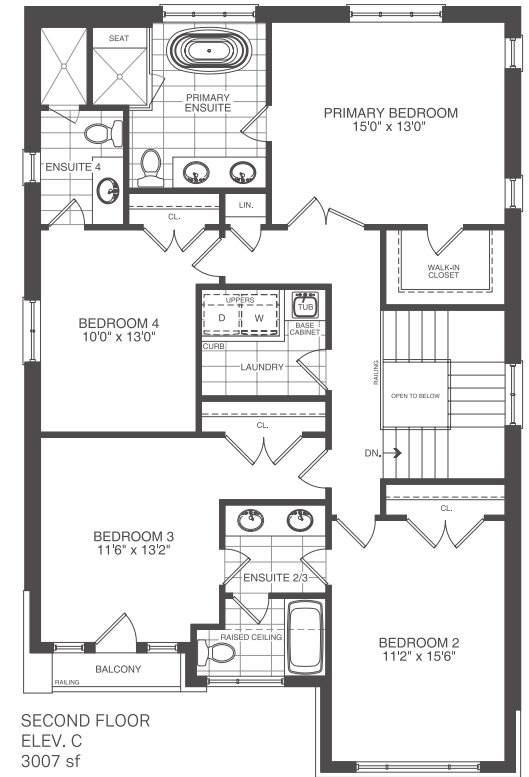 SEAT
PRIMARY
ENSUITE
PRIMARY BEDROOM
15'0" x 13'0"
ENSUITE 4
CL.
LIN.
WALK-IN
CLOSET
BEDROOM 4
10'0" x 13'0"
UPPERS
D
W
TUB
BASE
CABINET
CURB
LAUNDRY
RAILING
OPEN TO BELOW
CL.
DN.
CL.
BEDROOM 3
11'6" x 13'2"
ENSUITE 2/3
RAISED CEILING
BEDROOM 2
11'2" x 15'6"
BALCONY
RAILING
SECOND FLOOR
ELEV. C
3007 sf